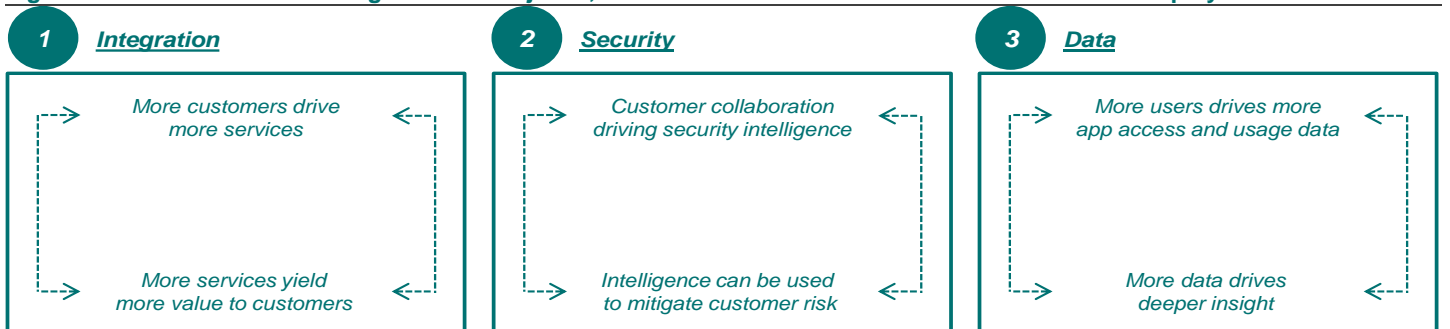 1 Integration
More customers drive
more services
More services yield
more value to customers
2 Security
Customer collaboration
driving security intelligence
Intelligence can be used
to mitigate customer risk
3 Data
More users drives more
app access and usage data
More data drives
deeper insight